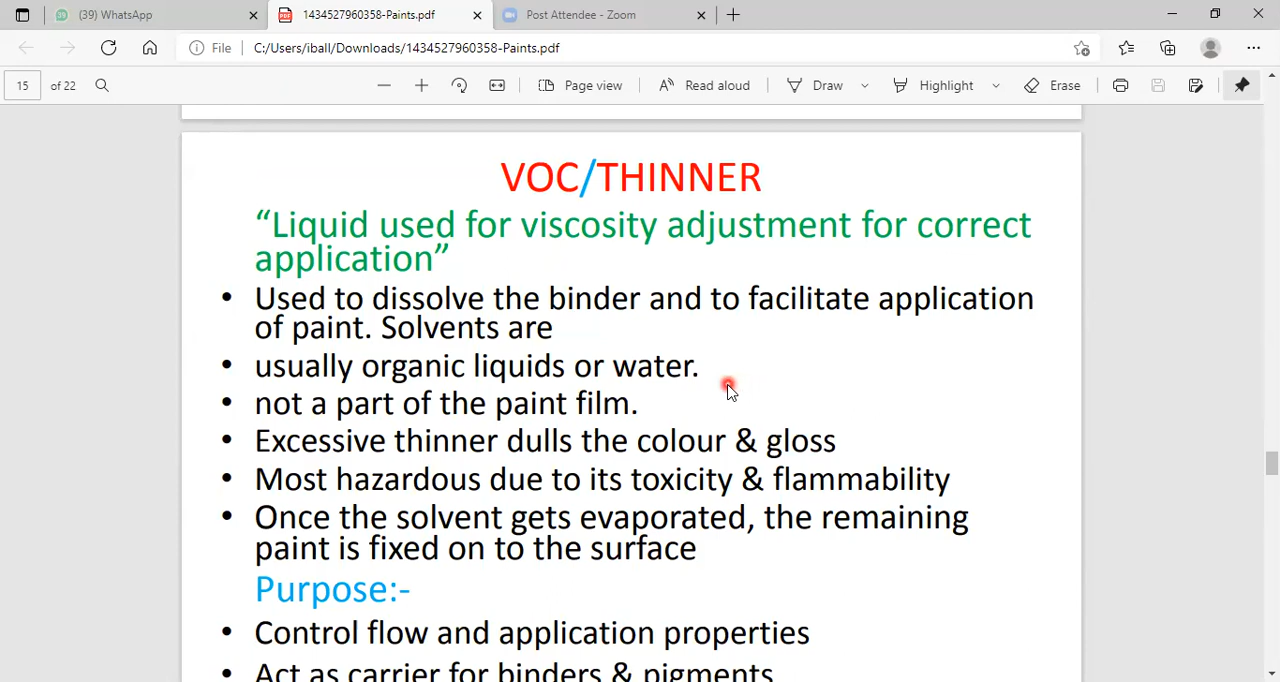 (39) WhatsApp
1434527960358-Paints.pdf
Post Attendee - Zoom
File
C:/Users/iball/Downloads/1434527960358-Paints.pdf
15
of 22
Page view
Read aloud
Draw
Highlight
Erase
VOC/THINNER
“Liquid used for viscosity adjustment for correct
application”
• Used to dissolve the binder and to facilitate application
of paint. Solvents are
• usually organic liquids or water.
• not a part of the paint film.
• Excessive thinner dulls the colour & gloss
• Most hazardous due to its toxicity & flammability
• Once the solvent gets evaporated, the remaining
paint is fixed on to the surface
Purpose:-
• Control flow and application properties
• Act as carrier for binders & pigments